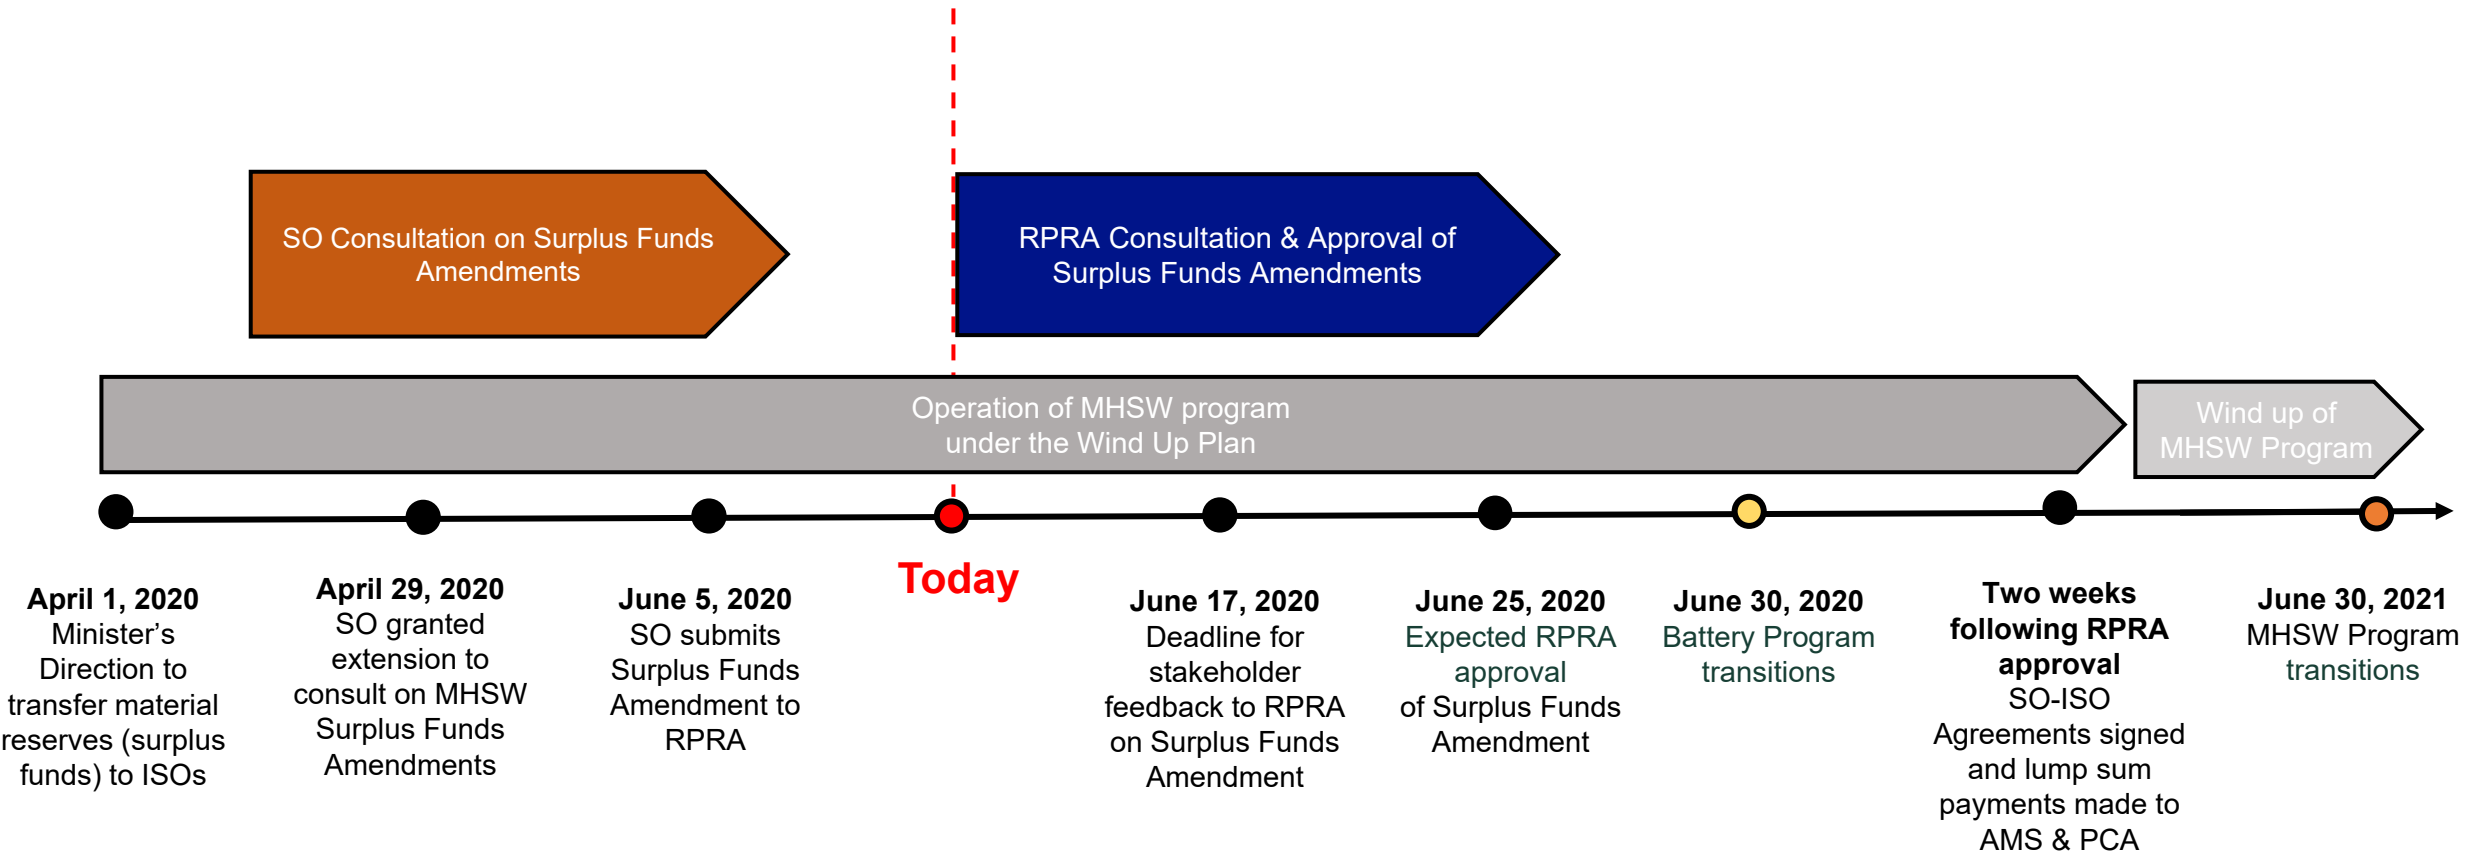 SO Consultation on Surplus Funds
Amendments
RPRA Consultation & Approval of
Surplus Funds Amendments
Operation of MHSW program
under the Wind Up Plan
Wind up of
MHSW Program
April 1, 2020
Minister’s
Direction to
transfer material
reserves (surplus
funds) to ISOs
April 29, 2020
SO granted
extension to
consult on MHSW
Surplus Funds
Amendments
June 5, 2020
SO submits
Surplus Funds
Amendment to
RPRA
Today
June 17, 2020
Deadline for
stakeholder
feedback to RPRA
on Surplus Funds
Amendment
June 25, 2020
Expected RPRA
approval
of Surplus Funds
Amendment
June 30, 2020
Battery Program
transitions
Two weeks
following RPRA
approval
SO-ISO
Agreements signed
and lump sum
payments made to
AMS & PCA
June 30, 2021
MHSW Program
transitions